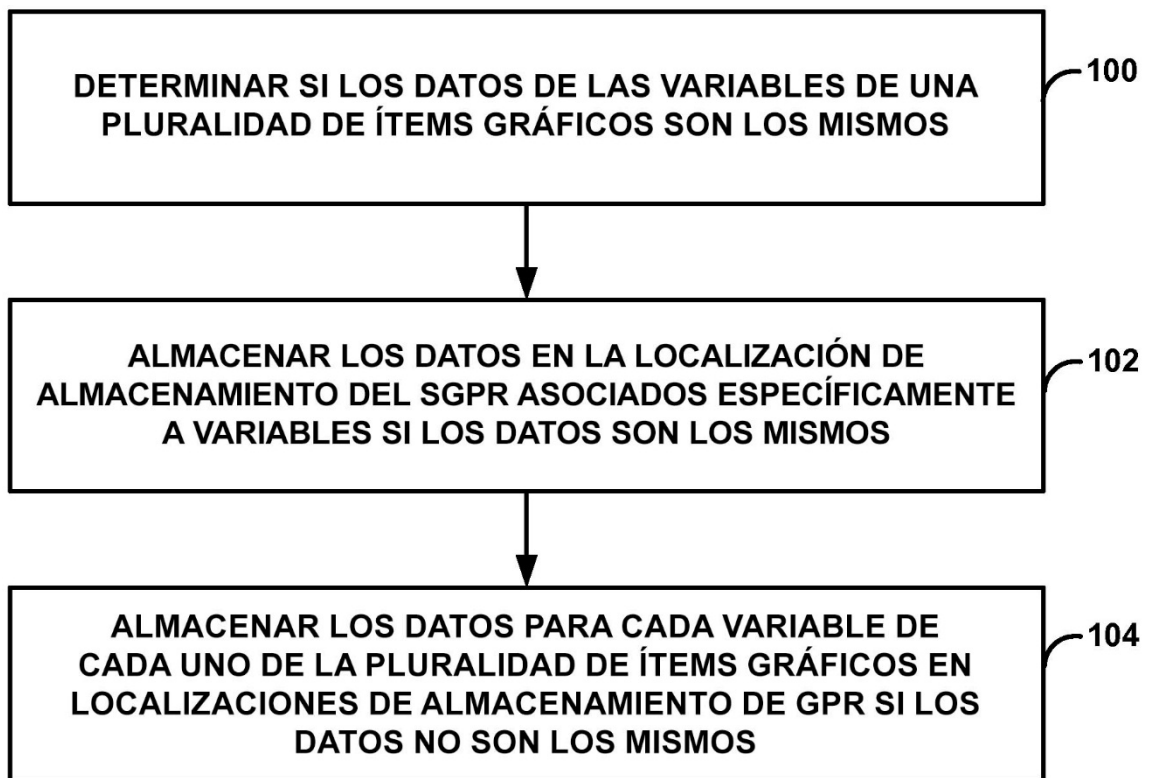 DETERMINAR SI LOS DATOS DE LAS VARIABLES DE UNA
PLURALIDAD DE ÍTEMS GRÁFICOS SON LOS MISMOS
100
ALMACENAR LOS DATOS EN LA LOCALIZACIÓN DE
ALMACENAMIENTO DEL SGPR ASOCIADOS ESPECÍFICAMENTE
A VARIABLES SI LOS DATOS SON LOS MISMOS
102
ALMACENAR LOS DATOS PARA CADA VARIABLE DE
CADA UNO DE LA PLURALIDAD DE ÍTEMS GRÁFICOS EN
LOCALIZACIONES DE ALMACENAMIENTO DE GPR SI LOS
DATOS NO SON LOS MISMOS
104